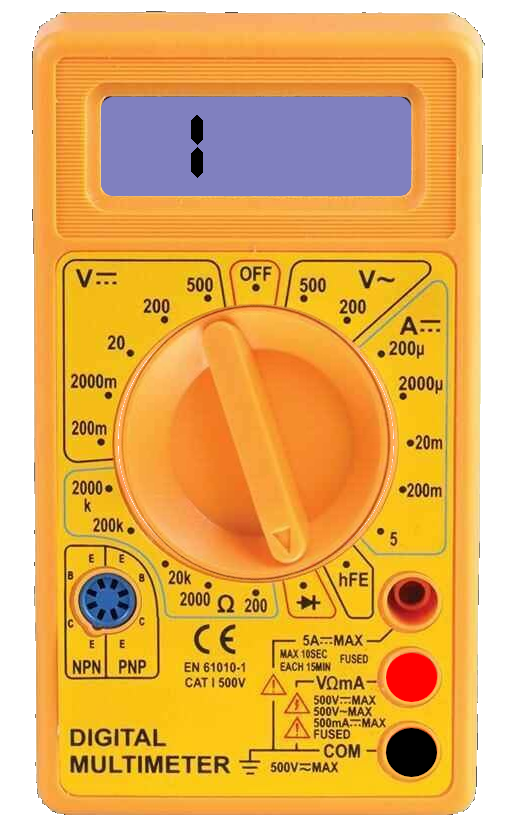 1
OFF
V⎓
500
200
20
2000m
200m
500
V~
200
A⎓
200µ
2000µ
20m
200m
5
2000
k
200k
20k
2000
Ω
200
hFE
E E
B B
C C
E E
NPN PNP
CE
EN 61010-1
CAT I 500V
5A⎓MAX
MAX 10SEC
EACH 15MIN
FUSED
VΩmA
500V⎓MAX
500V~MAX
500mA⎓MAX
FUSED
COM
500V≂MAX
DIGITAL
MULTIMETER